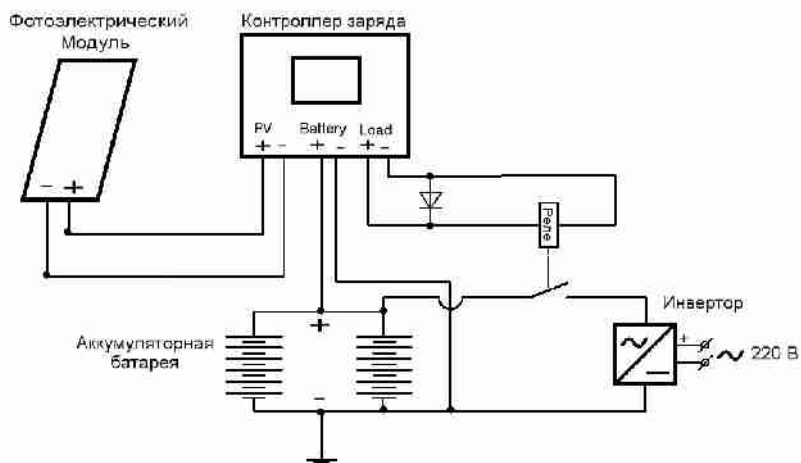 Фотоэлектрический
Модуль
Контроллер заряда
PV Battery Load
+ - + - + -
- +
Реле
Инвертор
+
-
Аккумуляторная
батарея
+
~ 220 В